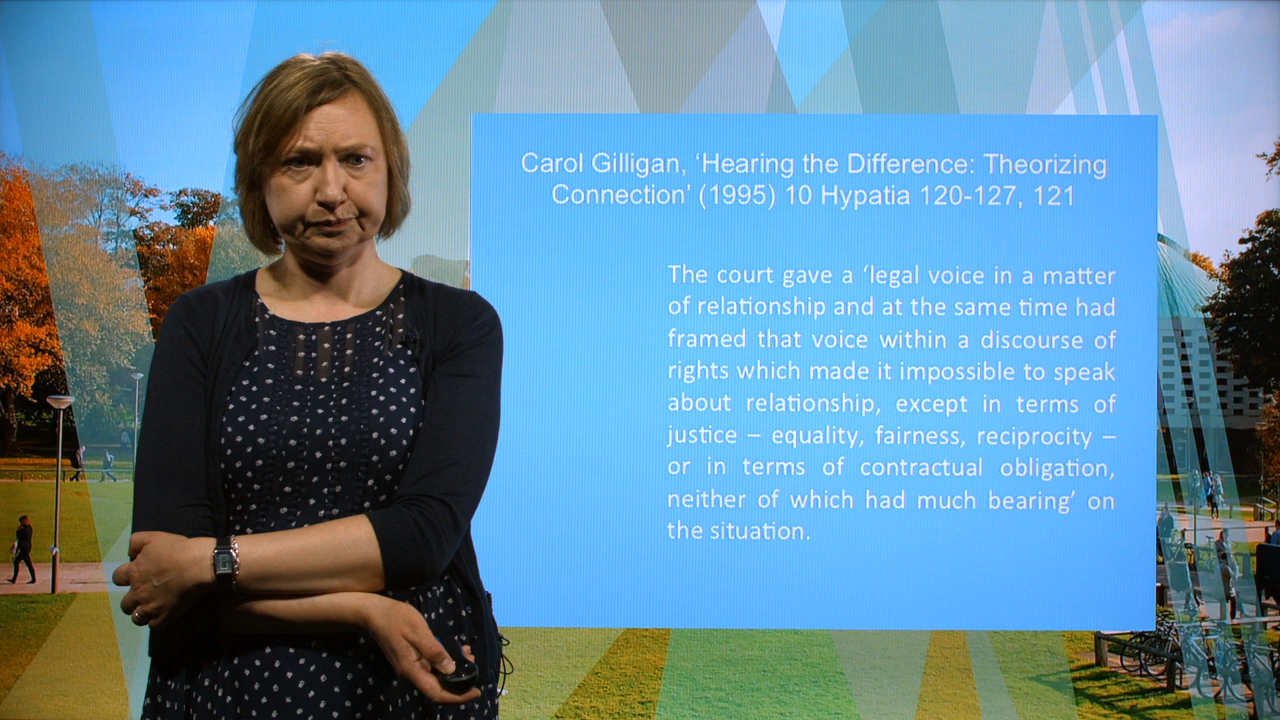 Carol Gilligan, ‘Hearing the Difference: Theorizing
Connection’ (1995) 10 Hypatia 120-127, 121
The court gave a ‘legal voice in a matter
of relationship and at the same time had
framed that voice within a discourse of
rights which made it impossible to speak
about relationship, except in terms of
justice – equality, fairness, reciprocity –
or in terms of contractual obligation,
neither of which had much bearing’ on
the situation.